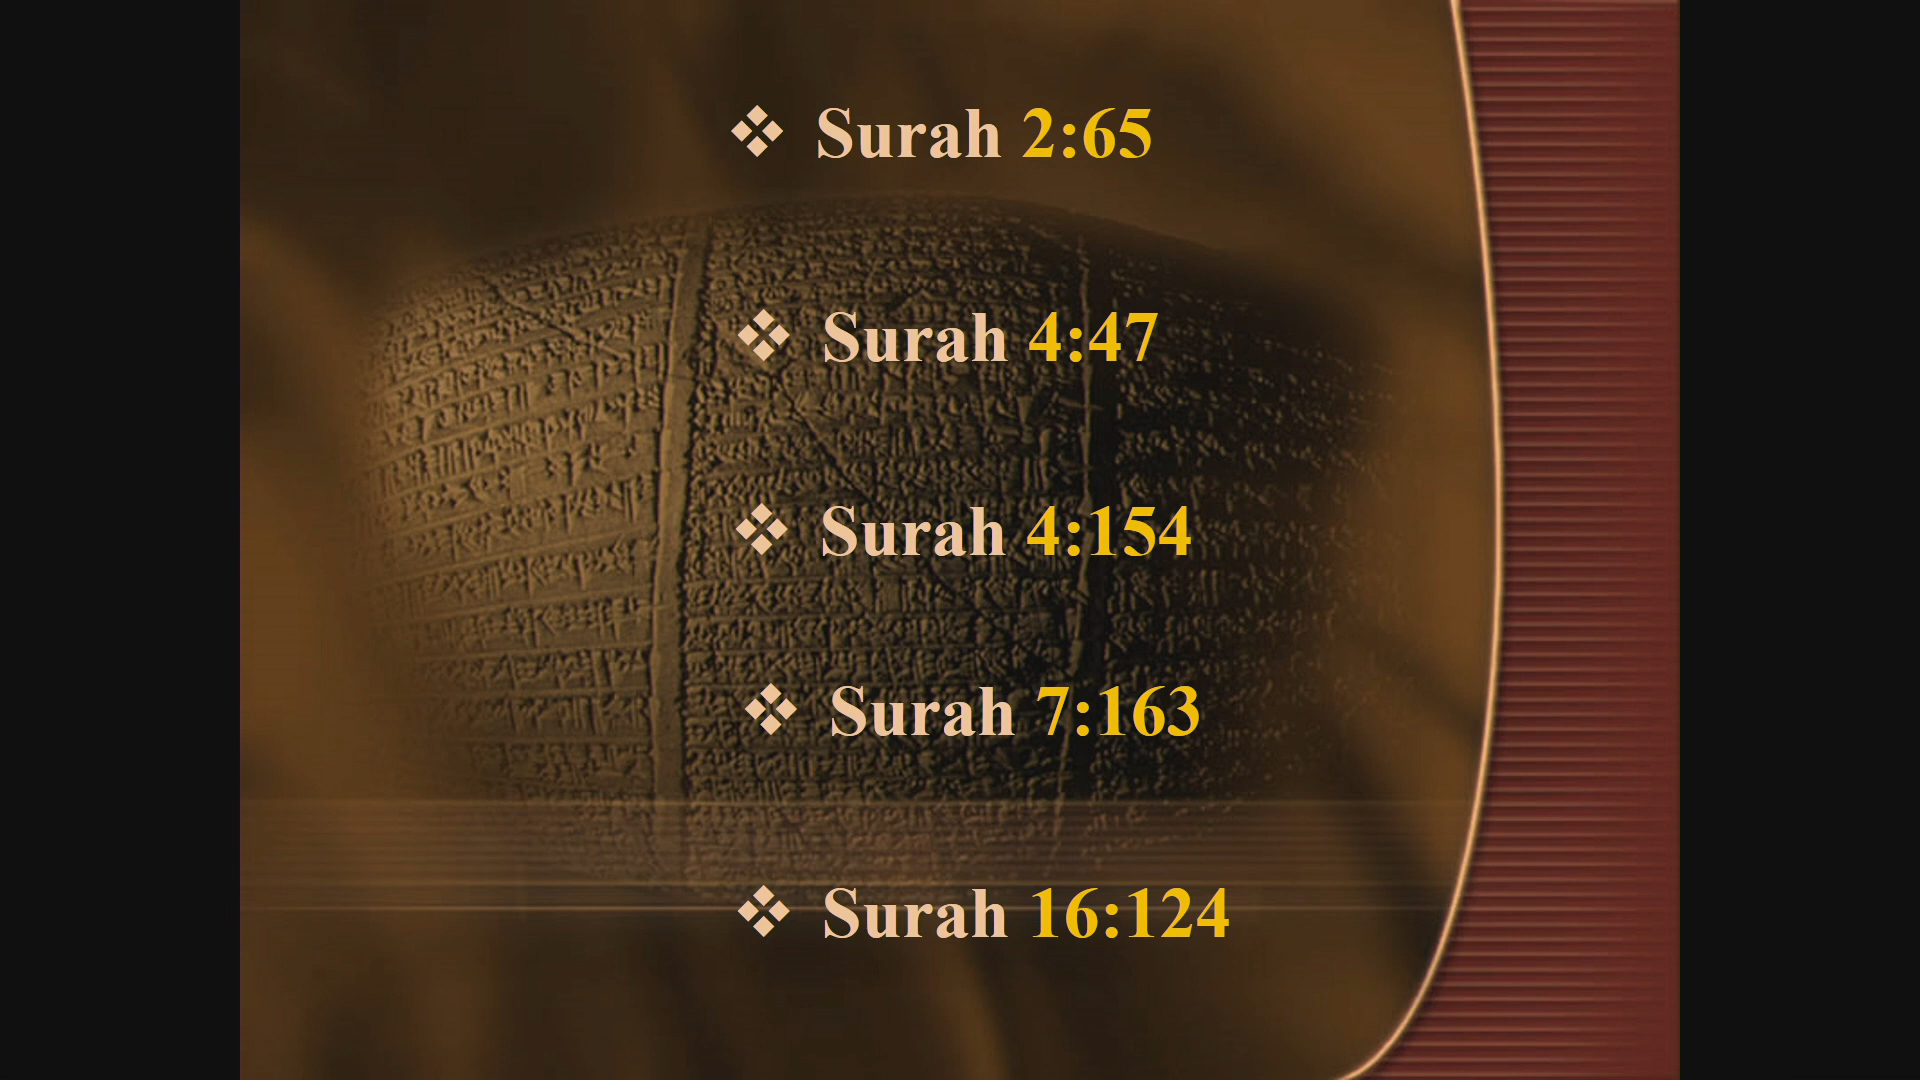 ❖ Surah 2:65
❖ Surah 4:47
❖ Surah 4:154
❖ Surah 7:163
❖ Surah 16:124